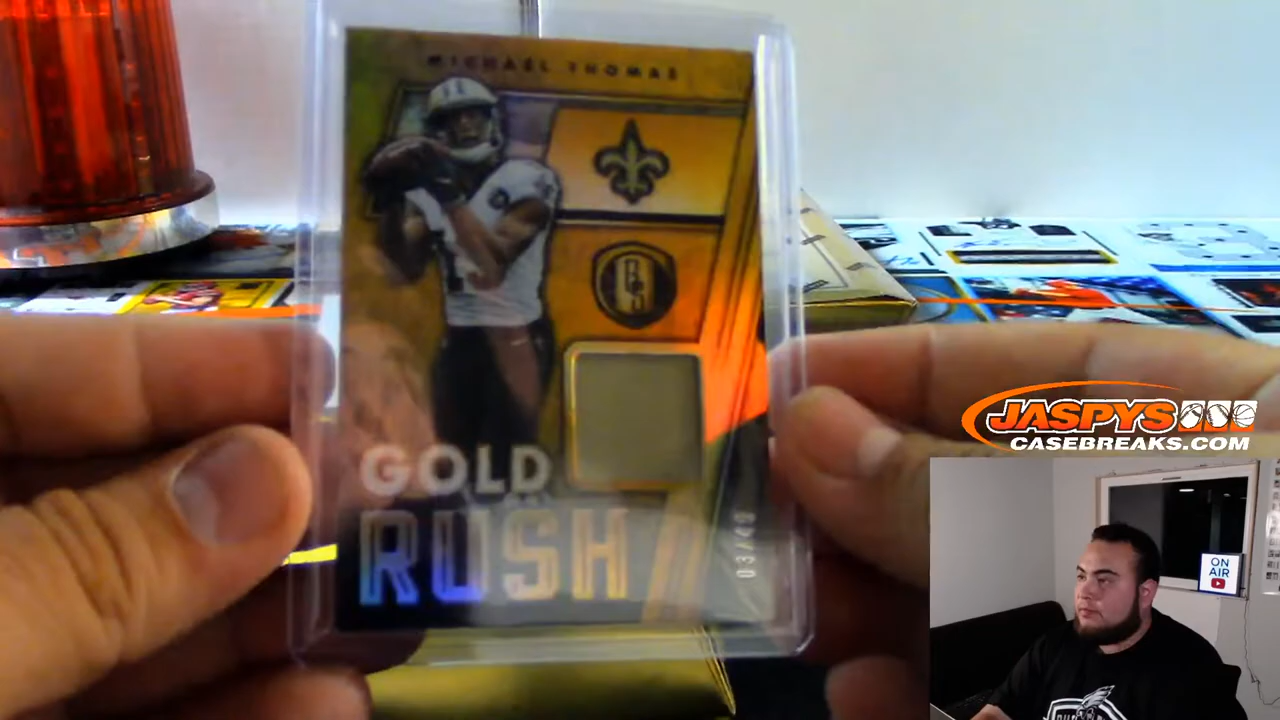 MICHAEL THOMAS
GOLD
RUSH
03/49
JASPYS
CASEBREAKS.COM
ON
AIR